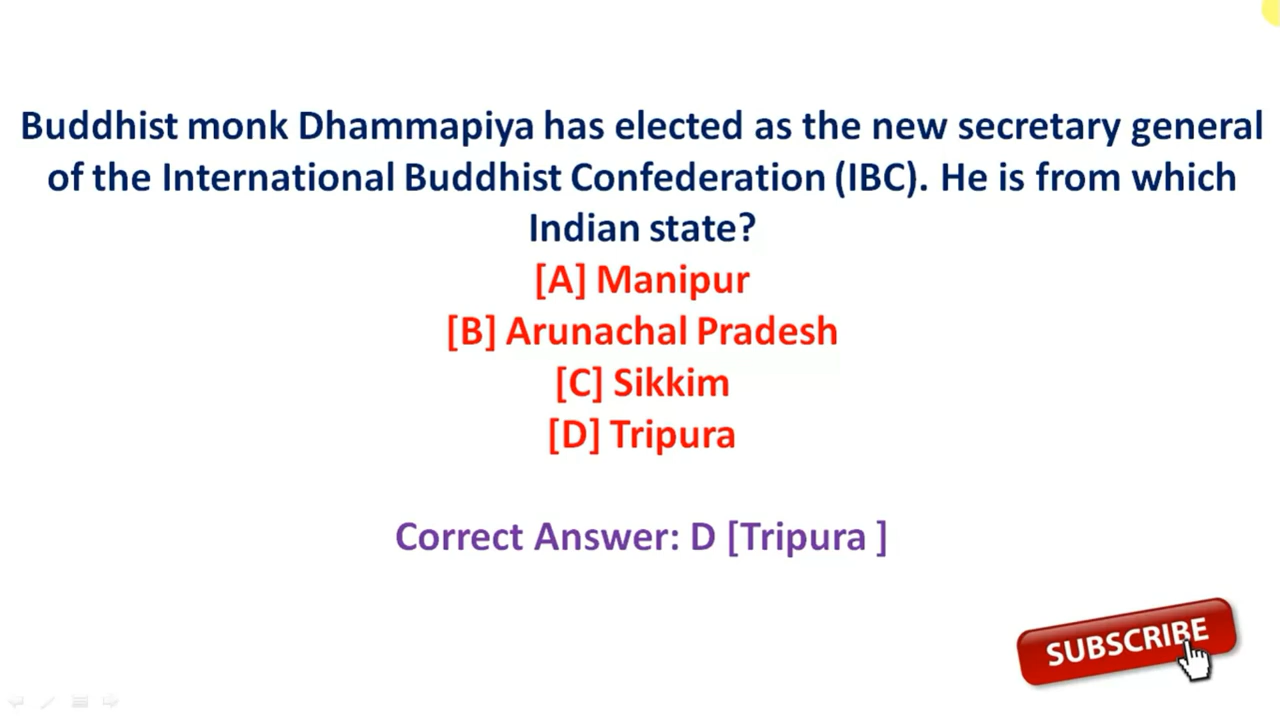 Buddhist monk Dhammapiya has elected as the new secretary general
of the International Buddhist Confederation (IBC). He is from which
Indian state?
[A] Manipur
[B] Arunachal Pradesh
[C] Sikkim
[D] Tripura
Correct Answer: D [Tripura ]
SUBSCRIBE